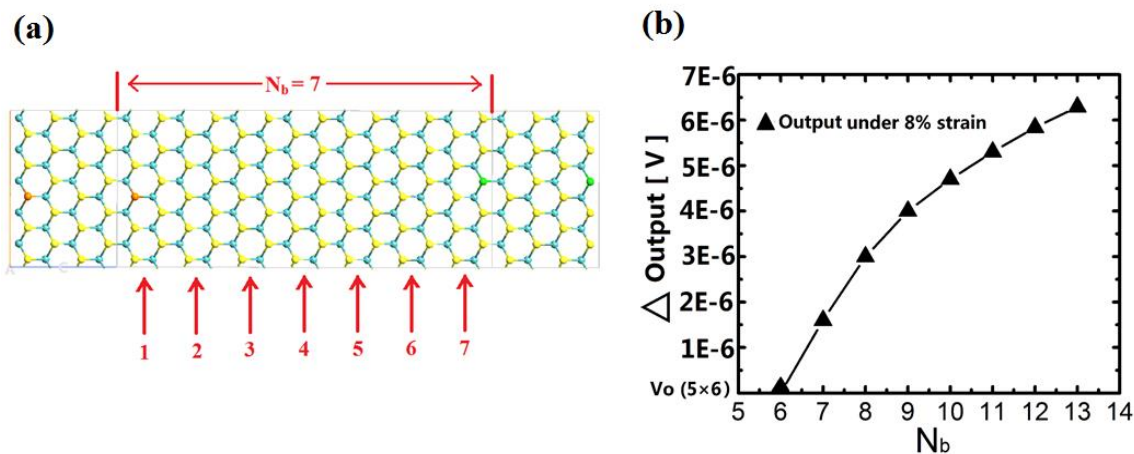 (a)
N_b = 7
1 2 3 4 5 6 7
(b)
7E-6
6E-6
5E-6
4E-6
3E-6
2E-6
1E-6
Vo (5×6)
△ Output [ V ]
▲ Output under 8% strain
5 6 7 8 9 10 11 12 13 14
N_b